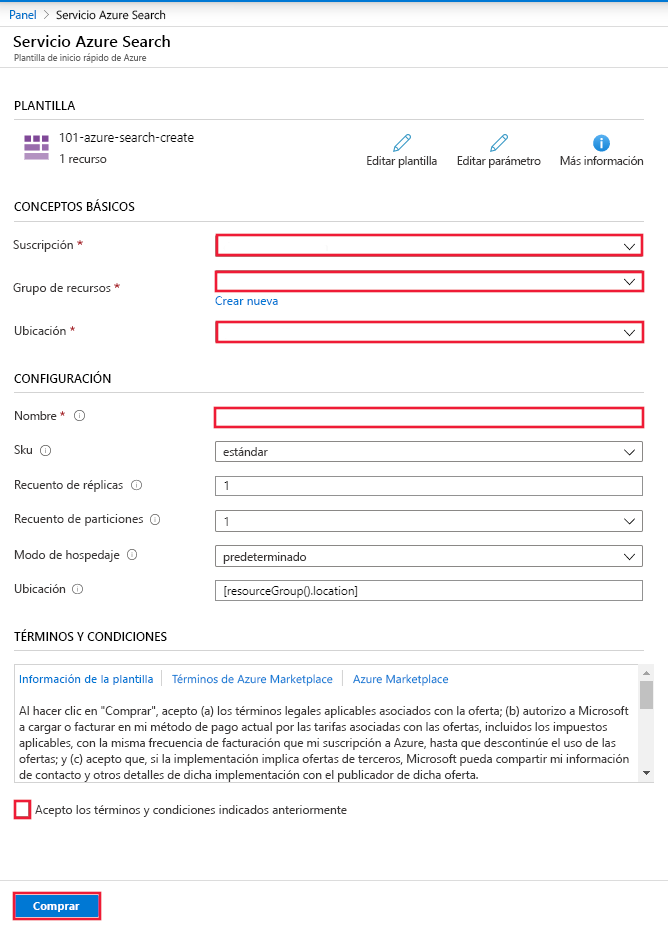 Panel > Servicio Azure Search
Servicio Azure Search
Plantilla de inicio rápido de Azure
PLANTILLA
101-azure-search-create
1 recurso
Editar plantilla
Editar parámetro
Más información
CONCEPTOS BÁSICOS
Suscripción *
Grupo de recursos *
Crear nueva
Ubicación *
CONFIGURACIÓN
Nombre *
Sku estándar
Recuento de réplicas 1
Recuento de particiones 1
Modo de hospedaje predeterminado
Ubicación [resourceGroup().location]
TÉRMINOS Y CONDICIONES
Información de la plantilla | Términos de Azure Marketplace | Azure Marketplace
Al hacer clic en "Comprar", acepto (a) los términos legales aplicables asociados con la oferta; (b) autorizo a Microsoft
a cargar o facturar en mi método de pago actual por las tarifas asociadas con las ofertas, incluidos los impuestos
aplicables, con la misma frecuencia de facturación que mi suscripción a Azure, hasta que descontinúe el uso de las
ofertas; y (c) acepto que, si la implementación implica ofertas de terceros, Microsoft pueda compartir mi información
de contacto y otros detalles de dicha implementación con el publicador de dicha oferta.
Acepto los términos y condiciones indicados anteriormente
Comprar